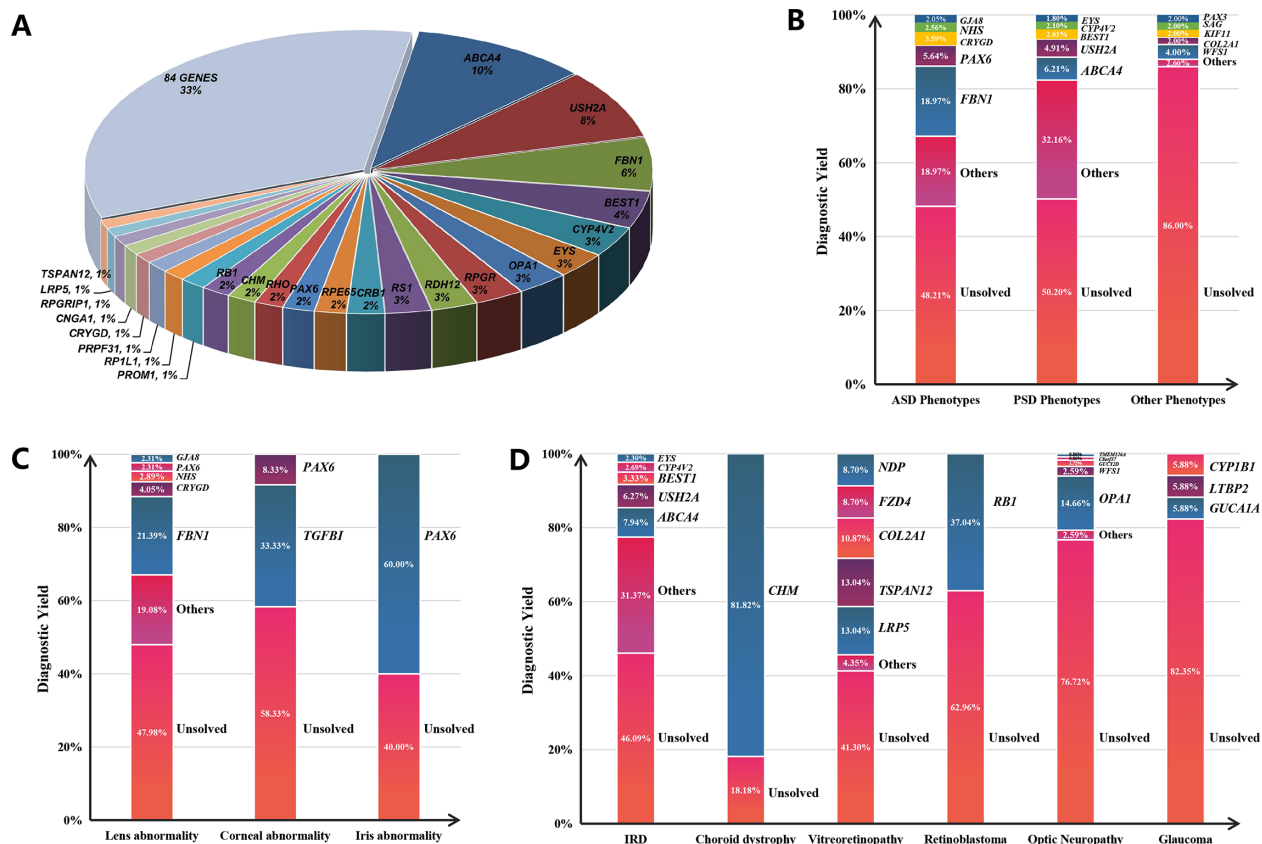 A
84 GENES
33%
ABCA4
10%
USH2A
8%
FBN1
6%
BEST1
4%
CYP4V2
3%
EYS
3%
OPA1
3%
RPGR
3%
RDH12
3%
RS1
3%
CRB1
2%
RPE65
2%
PAX6
2%
RHO
2%
CHM
2%
RB1
2%
TSPAN12, 1%
LRP5, 1%
RPGRIP1, 1%
CNGA1, 1%
CRYGD, 1%
PRPF31, 1%
RP1L1, 1%
PROM1, 1%
B
Diagnostic Yield
100%
80%
60%
40%
20%
0%
2.05% GJA8
2.56% NHS
3.59% CRYGD
5.64% PAX6
18.97% FBN1
18.97% Others
48.21% Unsolved
ASD Phenotypes
1.80% EYS
2.10% CYP4V2
2.61% BEST1
4.91% USH2A
6.21% ABCA4
32.16% Others
50.20% Unsolved
PSD Phenotypes
2.00% PAX3
2.00% SAG
2.00% KIF11
2.00% COL2A1
4.00% WFS1
2.00% Others
86.00% Unsolved
Other Phenotypes
C
Diagnostic Yield
100%
80%
60%
40%
20%
0%
2.31% GJA8
2.31% PAX6
2.89% NHS
4.05% CRYGD
21.39% FBN1
19.08% Others
47.98% Unsolved
Lens abnormality
8.33% PAX6
33.33% TGFBI
58.33% Unsolved
Corneal abnormality
60.00% PAX6
40.00% Unsolved
Iris abnormality
D
Diagnostic Yield
100%
80%
60%
40%
20%
0%
2.30% EYS
2.69% CYP4V2
3.33% BEST1
6.27% USH2A
7.94% ABCA4
31.37% Others
46.09% Unsolved
IRD
81.82% CHM
18.18% Unsolved
Choroid dystrophy
8.70% NDP
8.70% FZD4
10.87% COL2A1
13.04% TSPAN12
13.04% LRP5
4.35% Others
41.30% Unsolved
Vitreoretinopathy
37.04% RB1
62.96% Unsolved
Retinoblastoma
TMEM126A
GUCY2D
2.59% WFS1
14.66% OPA1
2.59% Others
76.72% Unsolved
Optic Neuropathy
5.88% CYP1B1
5.88% LTBP2
5.88% GUCA1A
82.35% Unsolved
Glaucoma